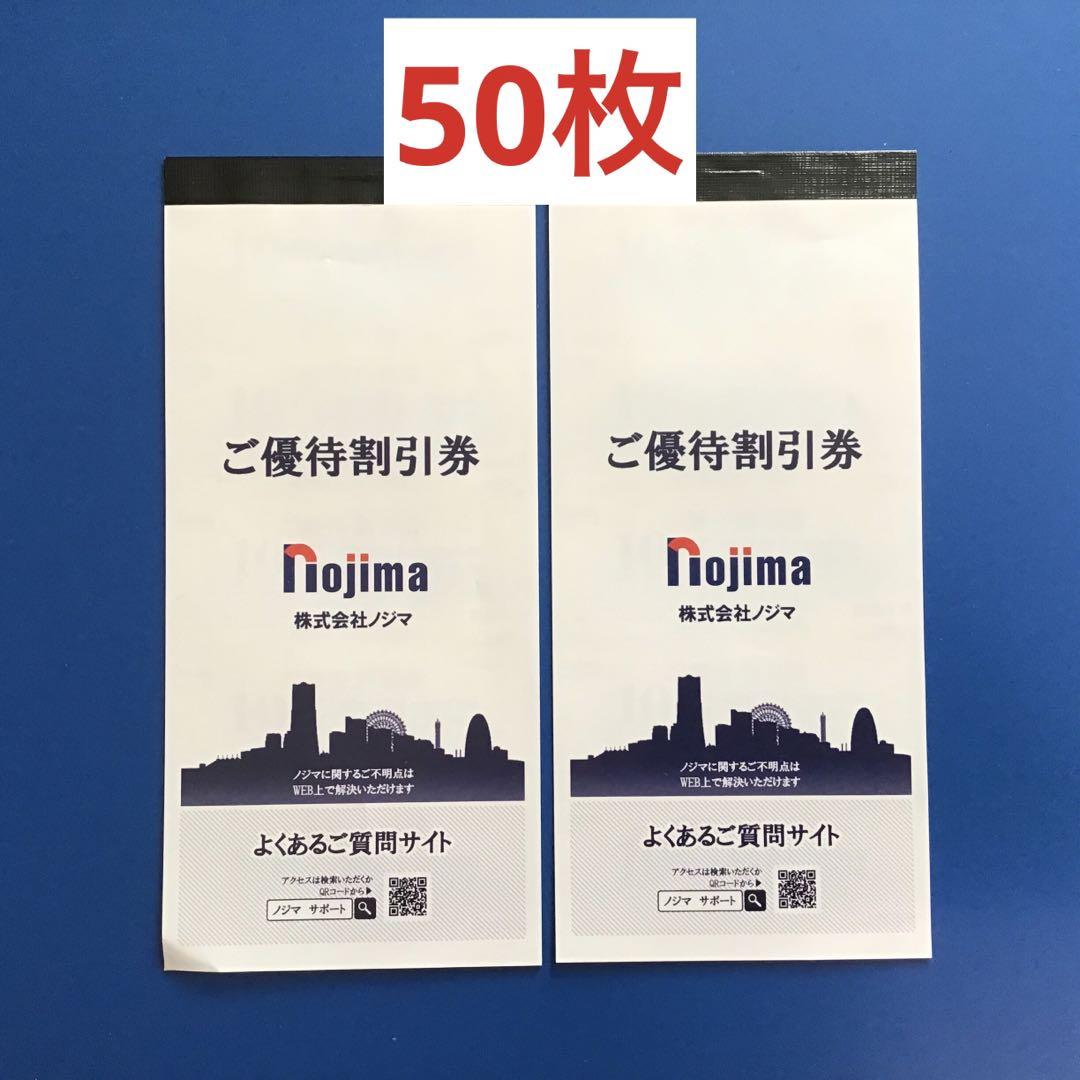 50枚
ご優待割引券
nojima
株式会社ノジマ
ノジマに関するご不明点は
WEB上で解決いただけます
よくあるご質問サイト
アクセスは検索いただくか
QRコードから▶
ノジマ サポート
ご優待割引券
nojima
株式会社ノジマ
ノジマに関するご不明点は
WEB上で解決いただけます
よくあるご質問サイト
アクセスは検索いただくか
QRコードから▶
ノジマ サポート